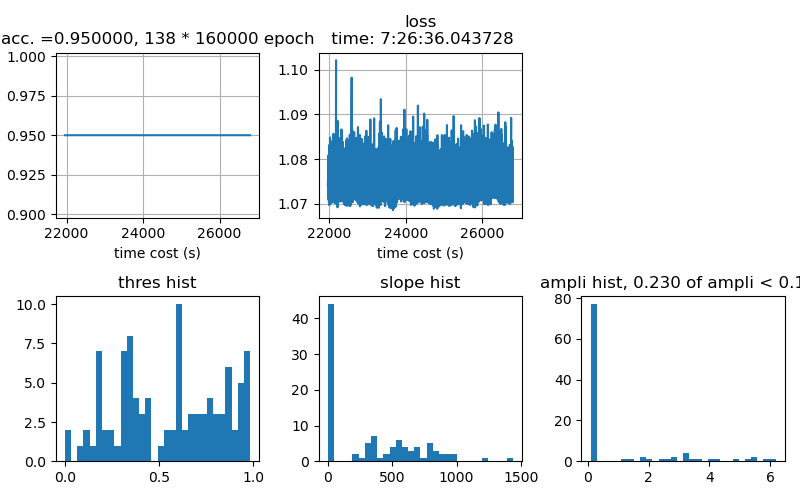 acc. =0.950000, 138 * 160000 epoch
loss
time: 7:26:36.043728
1.000
0.975
0.950
0.925
0.900
22000 24000 26000
time cost (s)
1.10
1.09
1.08
1.07
22000 24000 26000
time cost (s)
thres hist
10.0
7.5
5.0
2.5
0.0
0.0 0.5 1.0
slope hist
40
30
20
10
0
0 500 1000 1500
ampli hist, 0.230 of ampli < 0.1
80
60
40
20
0
0 2 4 6